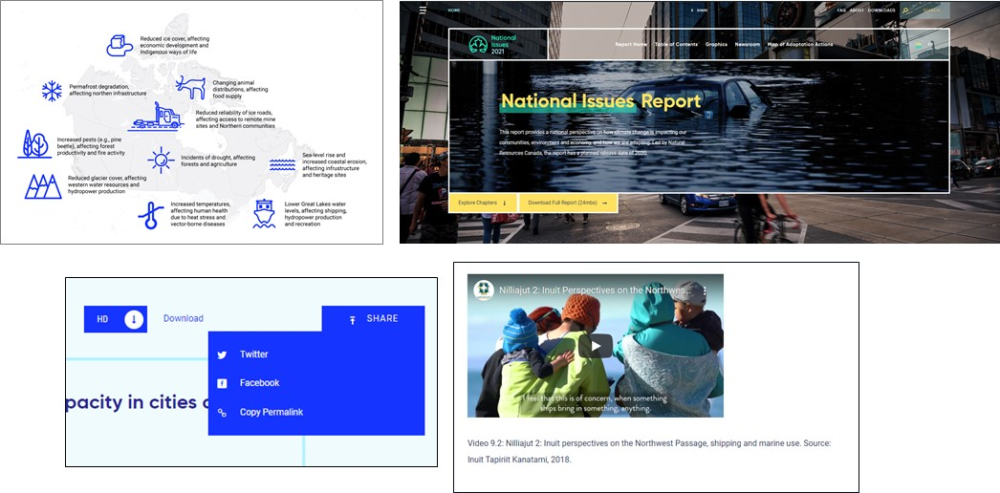 Reduced ice cover, affecting
economic development and
Indigenous ways of life
Permafrost degradation,
affecting northen infrastructure
Changing animal
distributions, affecting
food supply
Reduced reliability of ice roads,
affecting access to remote mine
sites and Northern communities
Increased pests (e.g., pine
beetle), affecting forest
productivity and fire activity
Incidents of drought, affecting
forests and agriculture
Sea-level rise and
increased coastal erosion,
affecting infrustructure
and heritage sites
Reduced glacier cover, affecting
western water resources and
hydropower production
Increased temperatures,
affecting human health
due to heat stress and
vector-borne diseases
Lower Great Lakes water
levels, affecting shipping,
hydropower production
and recreation
HOME
SHARE
FAQ ABOUT DOWNLOADS
SEARCH
National
Issues
2021
Report Home Table of Contents Graphics Newsroom Map of Adaptation Actions
EN FR
National Issues Report
This report provides a national perspective on how climate change is impacting our
communities, environment and economy, and how we are adapting. Led by Natural
Resources Canada, the report has a planned release date of 2020.
Explore Chapters ↓
Download Full Report (24mbs) →
HD ↓ Download
SHARE
Twitter
Facebook
Copy Permalink
pacity in cities
Nilliajut 2: Inuit Perspectives on the Northwes...
I feel that this is of concern, when something
ships bring in something, anything.
Video 9.2: Nilliajut 2: Inuit perspectives on the Northwest Passage, shipping and marine use. Source:
Inuit Tapiriit Kanatami, 2018.